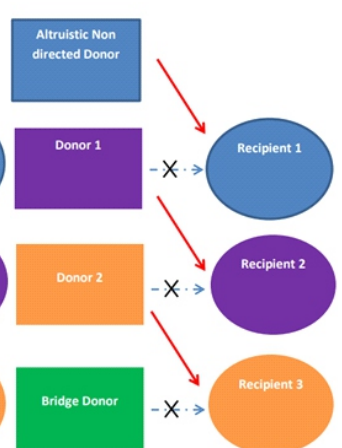 Altruistic Non
directed Donor
Donor 1
X
Recipient 1
Donor 2
X
Recipient 2
Bridge Donor
X
Recipient 3